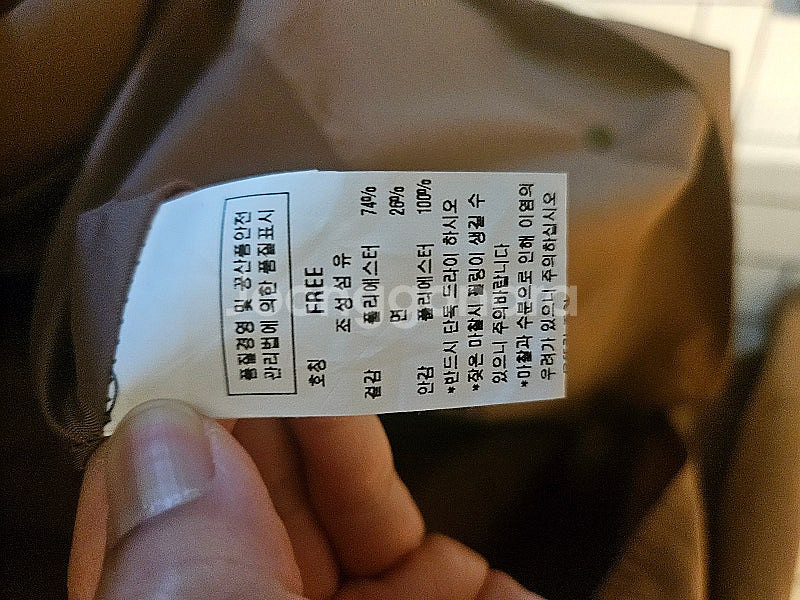 품질경영 및 공산품안전
관리법에 의한 품질표시
호칭 FREE
조성섬유
겉감 폴리에스터 74%
면 26%
안감 폴리에스터 100%
*반드시 단독 드라이 하시오
*잦은 마찰시 필링이 생길 수
있으니 주의바랍니다
*마찰과 수분으로 인해 이염의
우려가 있으니 주의하십시오